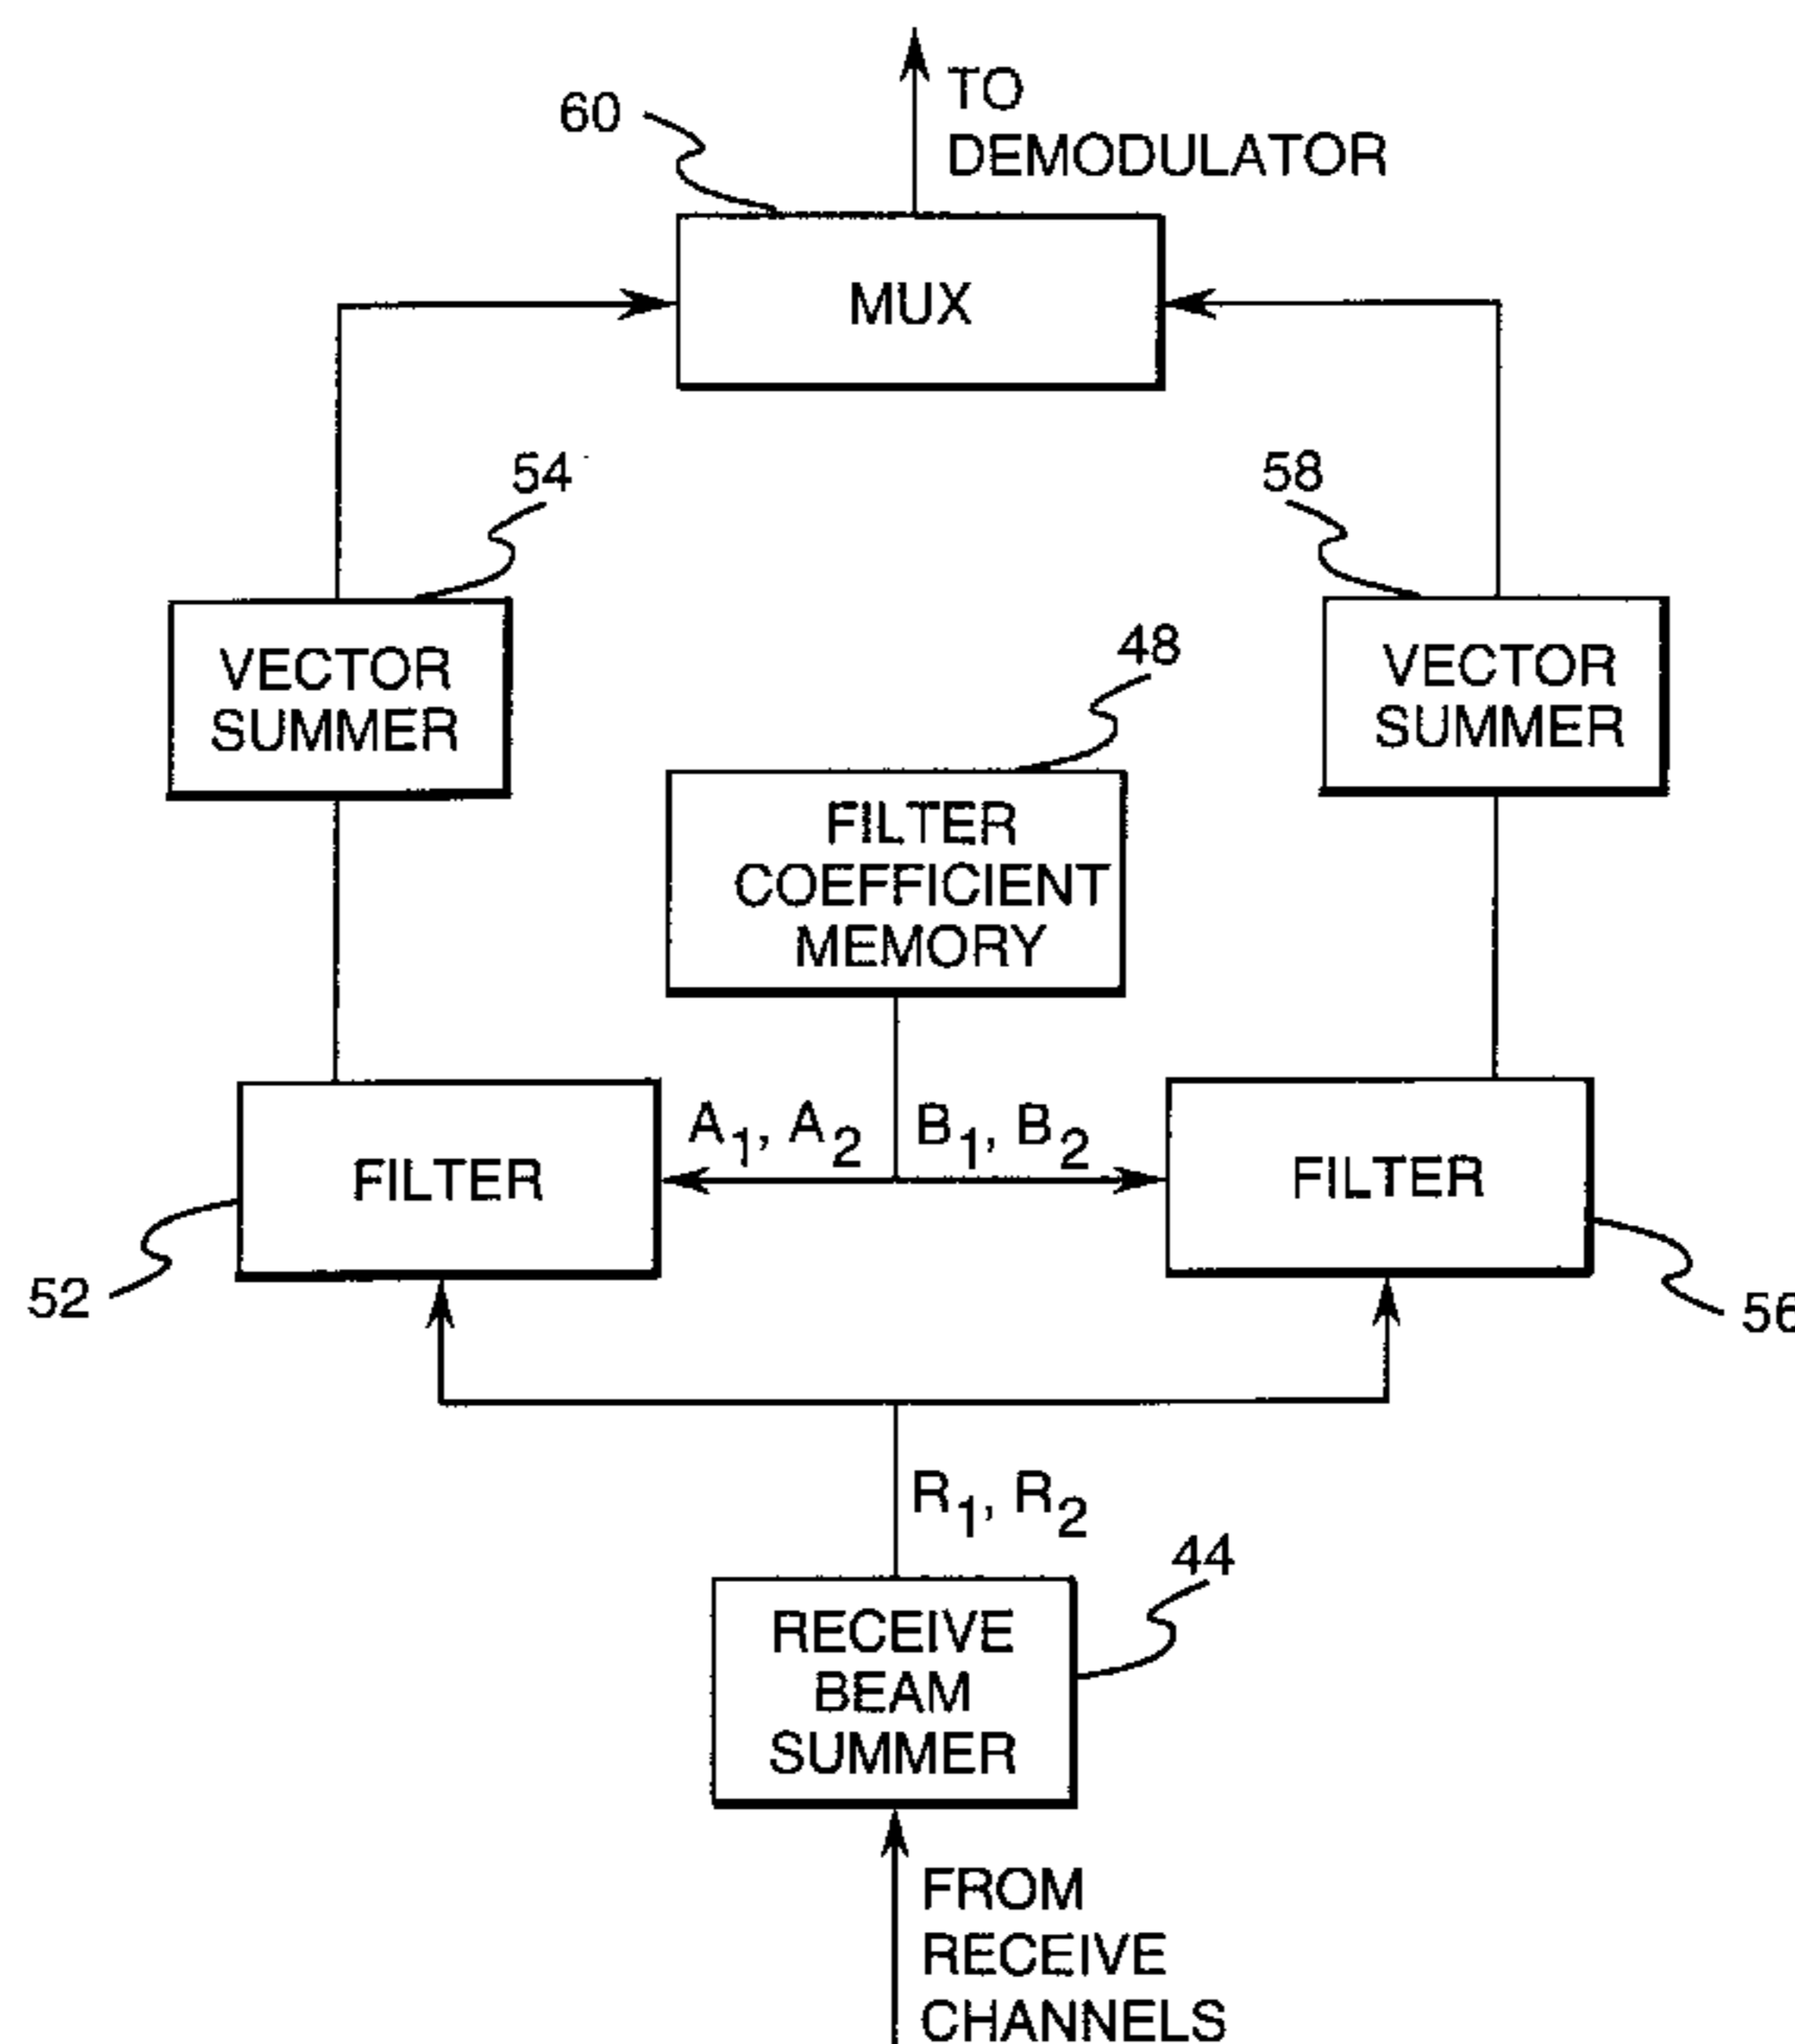 60
TO
DEMODULATOR
MUX
54
58
VECTOR
SUMMER
48
VECTOR
SUMMER
FILTER
COEFFICIENT
MEMORY
A1, A2
B1, B2
FILTER
FILTER
52
56
R1, R2
44
RECEIVE
BEAM
SUMMER
FROM
RECEIVE
CHANNELS